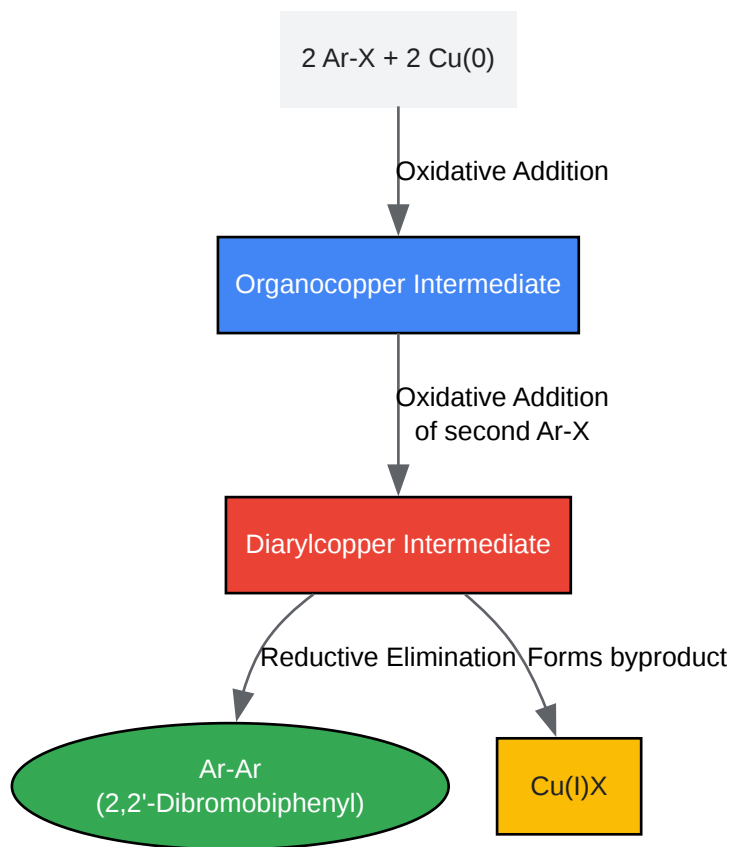 2 Ar-X + 2 Cu(0)
Oxidative Addition
Organocopper Intermediate
Oxidative Addition
of second Ar-X
Diarylcopper Intermediate
Reductive Elimination
Forms byproduct
Ar-Ar
(2,2'-Dibromobiphenyl)
Cu(I)X